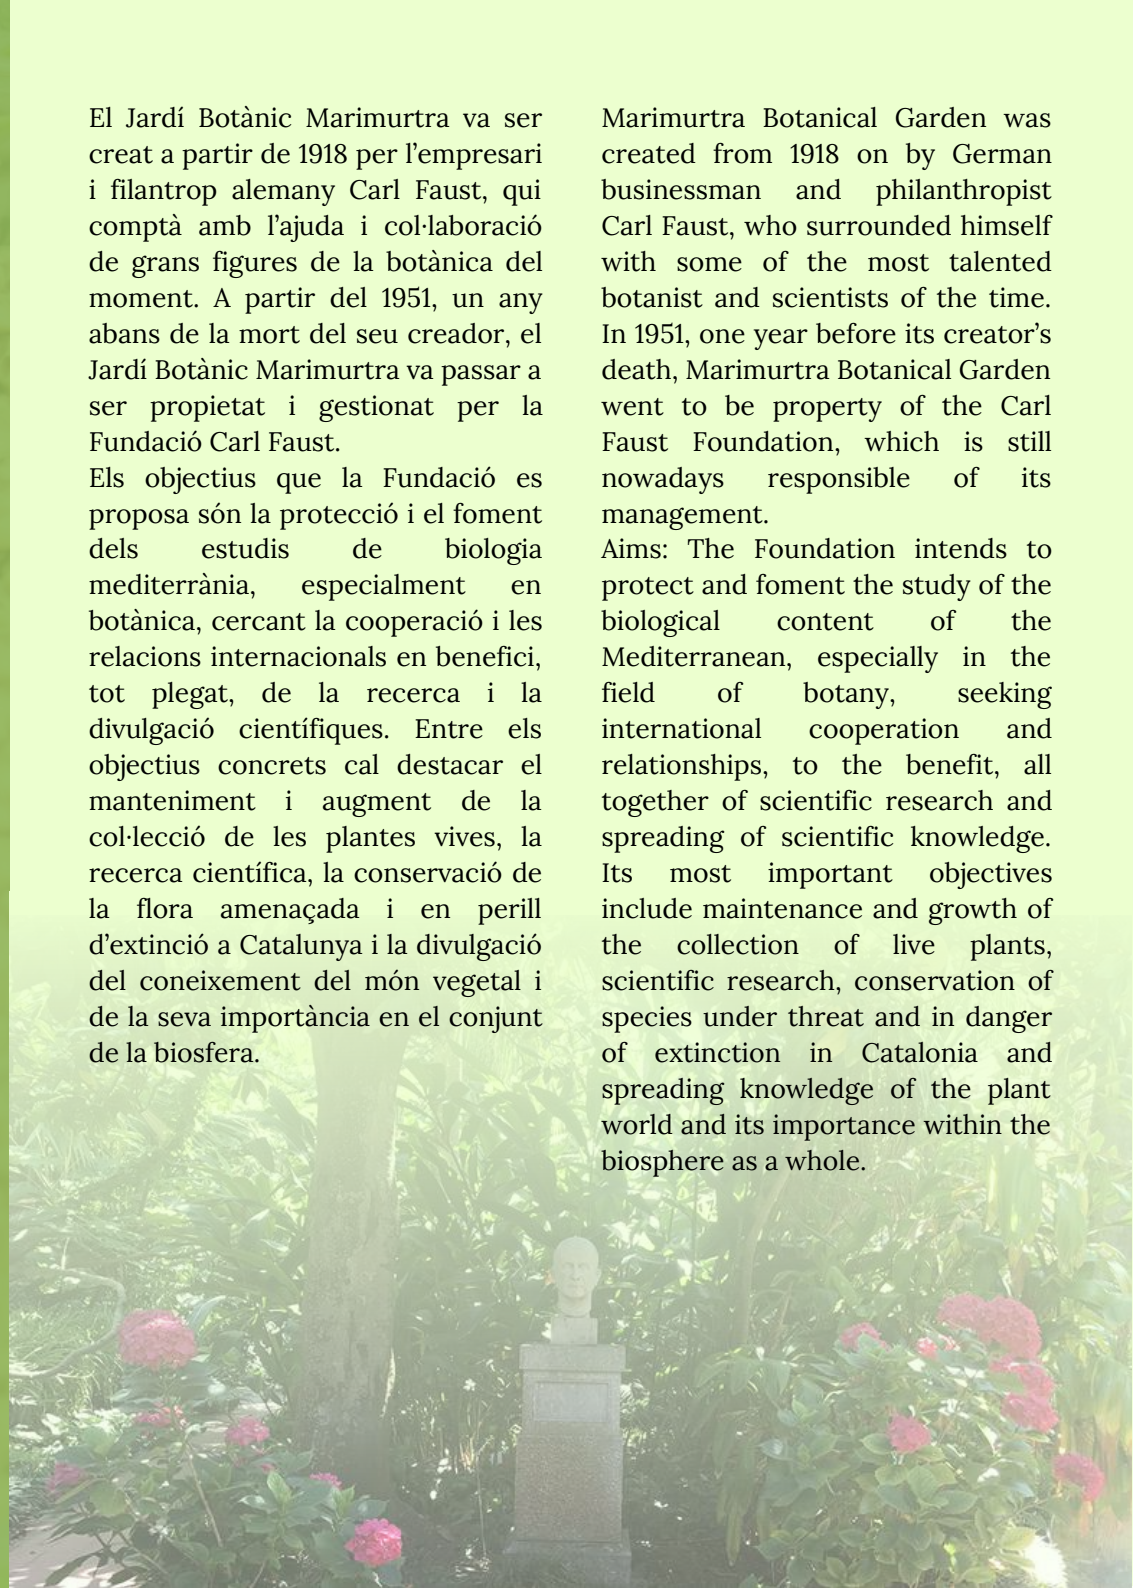 El Jardí Botànic Marimurtra va ser
creat a partir de 1918 per l’empresari
i filantrop alemany Carl Faust, qui
comptà amb l’ajuda i col·laboració
de grans figures de la botànica del
moment. A partir del 1951, un any
abans de la mort del seu creador, el
Jardí Botànic Marimurtra va passar a
ser propietat i gestionat per la
Fundació Carl Faust.
Els objectius que la Fundació es
proposa són la protecció i el foment
dels estudis de biologia
mediterrània, especialment en
botànica, cercant la cooperació i les
relacions internacionals en benefici,
tot plegat, de la recerca i la
divulgació científiques. Entre els
objectius concrets cal destacar el
manteniment i augment de la
col·lecció de les plantes vives, la
recerca científica, la conservació de
la flora amenaçada i en perill
d’extinció a Catalunya i la divulgació
del coneixement del món vegetal i
de la seva importància en el conjunt
de la biosfera.
Marimurtra Botanical Garden was
created from 1918 on by German
businessman and philanthropist
Carl Faust, who surrounded himself
with some of the most talented
botanist and scientists of the time.
In 1951, one year before its creator’s
death, Marimurtra Botanical Garden
went to be property of the Carl
Faust Foundation, which is still
nowadays responsible of its
management.
Aims: The Foundation intends to
protect and foment the study of the
biological content of the
Mediterranean, especially in the
field of botany, seeking
international cooperation and
relationships, to the benefit, all
together of scientific research and
spreading of scientific knowledge.
Its most important objectives
include maintenance and growth of
the collection of live plants,
scientific research, conservation of
species under threat and in danger
of extinction in Catalonia and
spreading knowledge of the plant
world and its importance within the
biosphere as a whole.